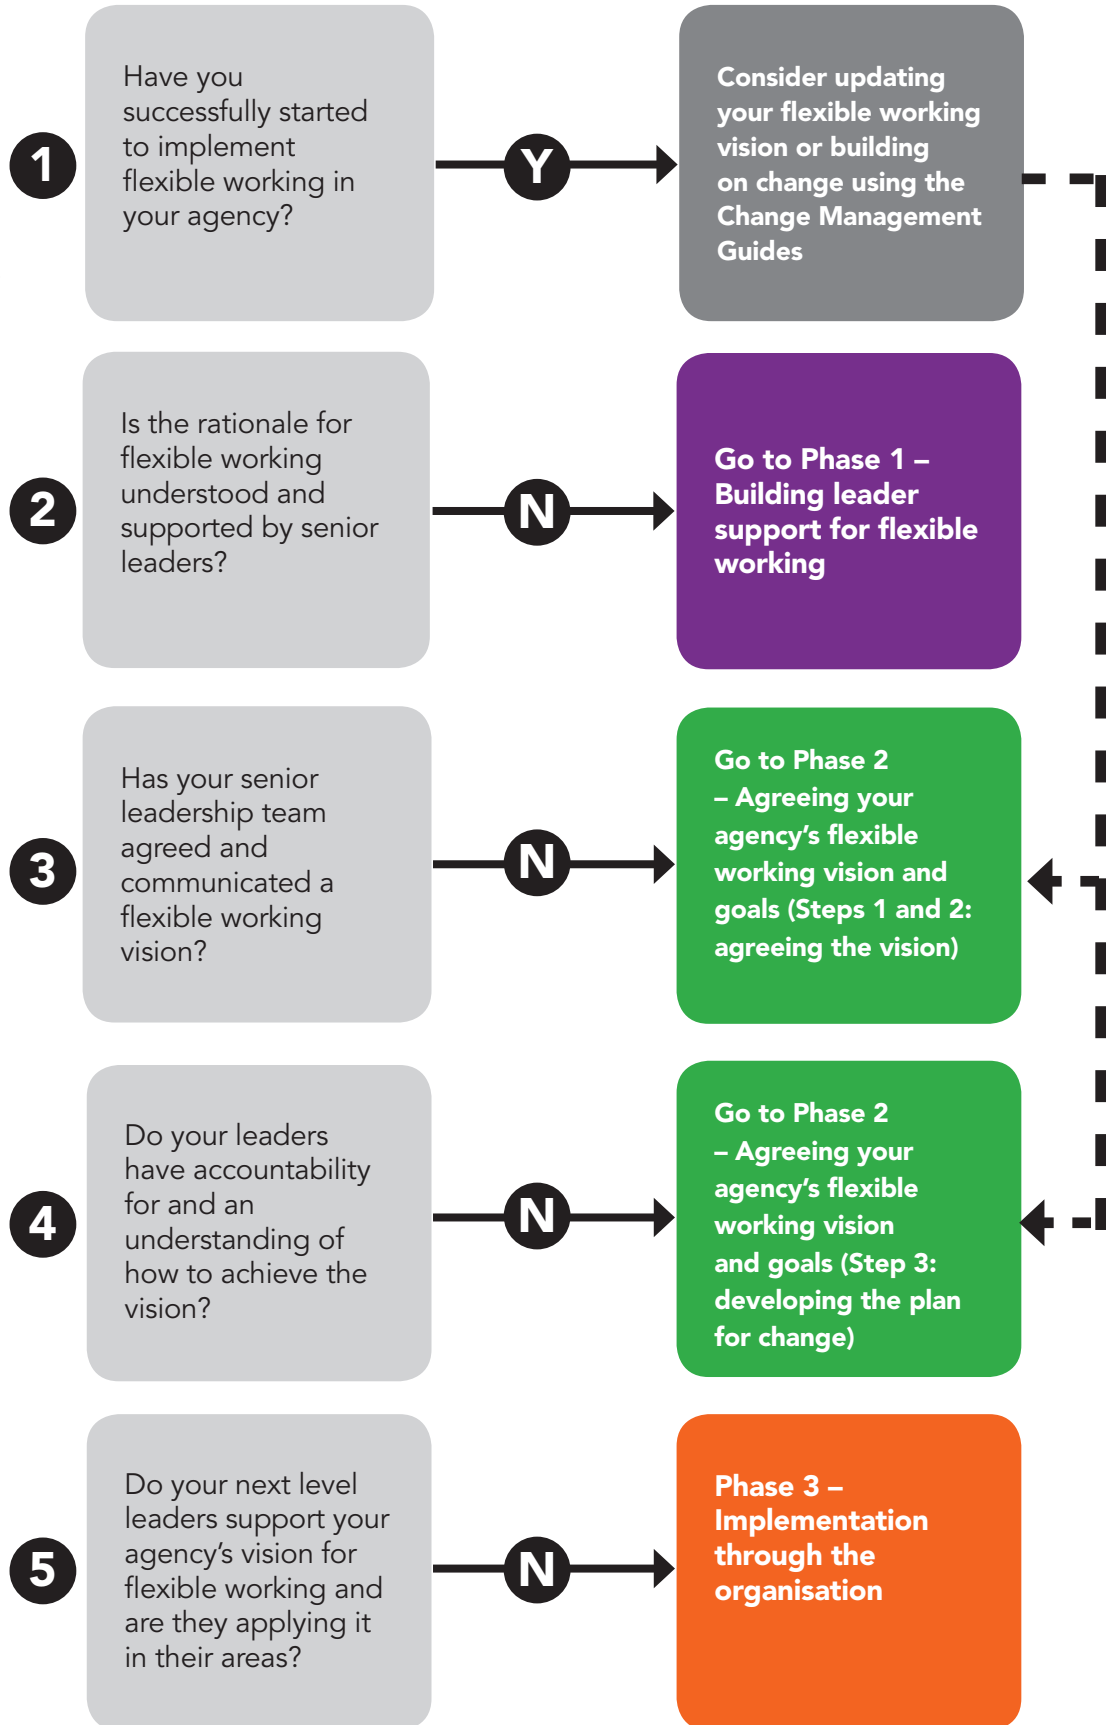 1
Have you
successfully started
to implement
flexible working in
your agency?
Y
Consider updating
your flexible working
vision or building
on change using the
Change Management
Guides
2
Is the rationale for
flexible working
understood and
supported by senior
leaders?
N
Go to Phase 1 –
Building leader
support for flexible
working
3
Has your senior
leadership team
agreed and
communicated a
flexible working
vision?
N
Go to Phase 2
– Agreeing your
agency’s flexible
working vision and
goals (Steps 1 and 2:
agreeing the vision)
4
Do your leaders
have accountability
for and an
understanding of
how to achieve the
vision?
N
Go to Phase 2
– Agreeing your
agency’s flexible
working vision
and goals (Step 3:
developing the plan
for change)
5
Do your next level
leaders support your
agency’s vision for
flexible working and
are they applying it
in their areas?
N
Phase 3 –
Implementation
through the
organisation